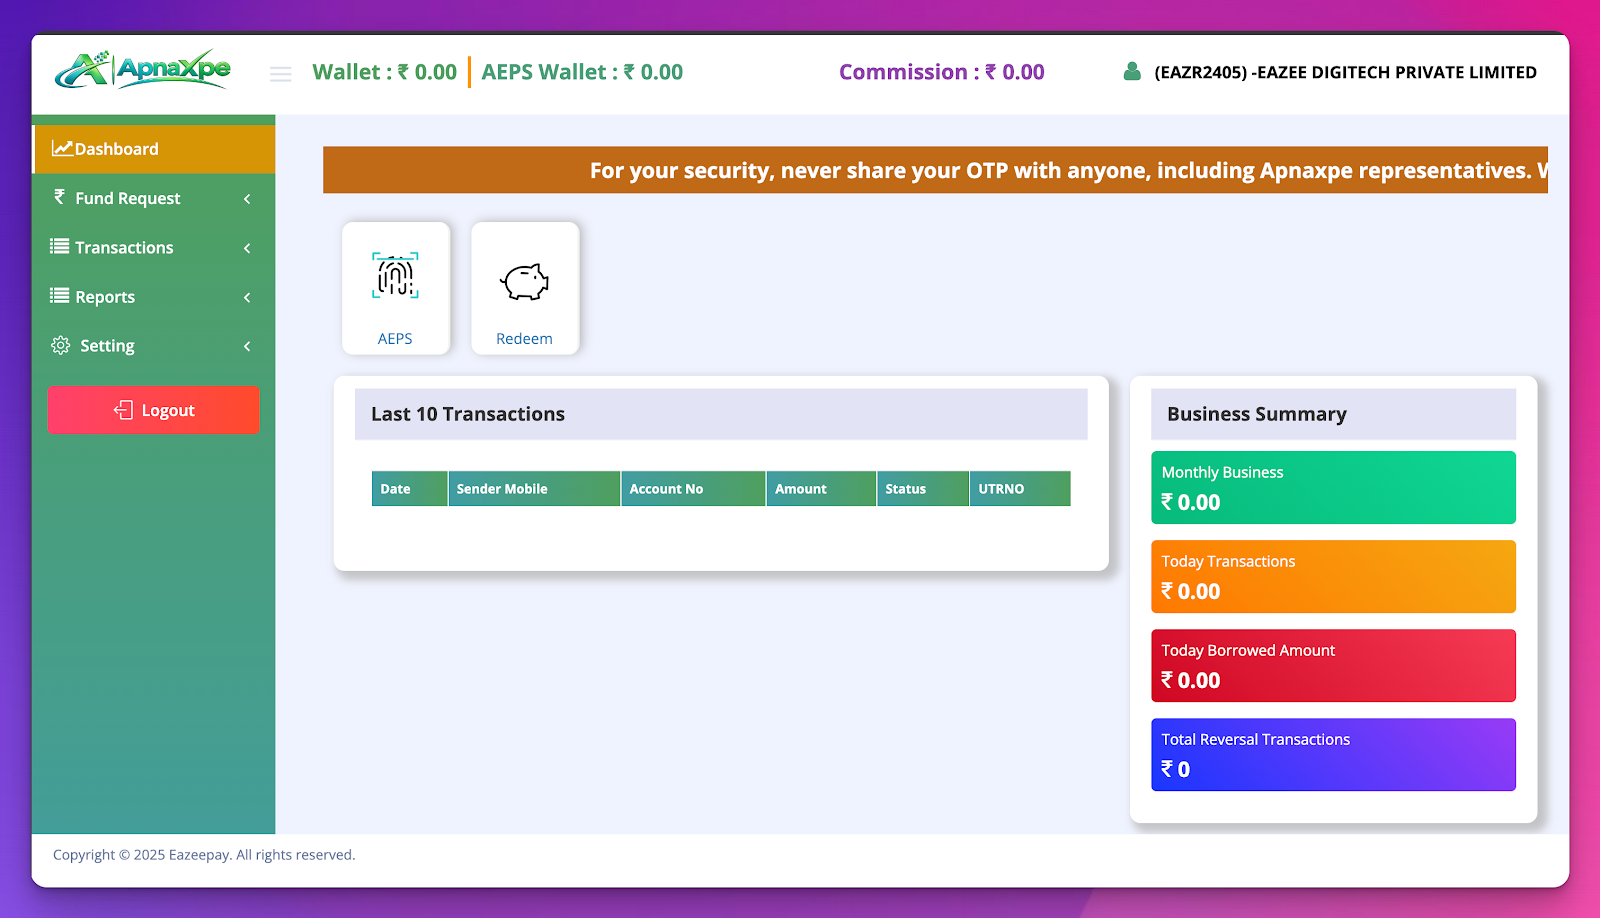 ApnaXpe
Wallet : ₹ 0.00
AEPS Wallet : ₹ 0.00
Commission : ₹ 0.00
(EAZR2405) -EAZEE DIGITECH PRIVATE LIMITED
Dashboard
Fund Request
Transactions
Reports
Setting
Logout
For your security, never share your OTP with anyone, including Apnaxpe representatives.
AEPS
Redeem
Last 10 Transactions
Date Sender Mobile Account No Amount Status UTRNO
Business Summary
Monthly Business
₹ 0.00
Today Transactions
₹ 0.00
Today Borrowed Amount
₹ 0.00
Total Reversal Transactions
₹ 0
Copyright © 2025 Eazeepay. All rights reserved.